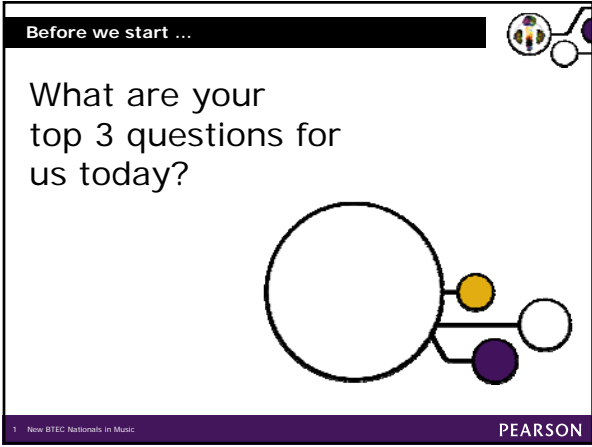 Before we start ...
What are your
top 3 questions for
us today?
1 New BTEC Nationals in Music
PEARSON